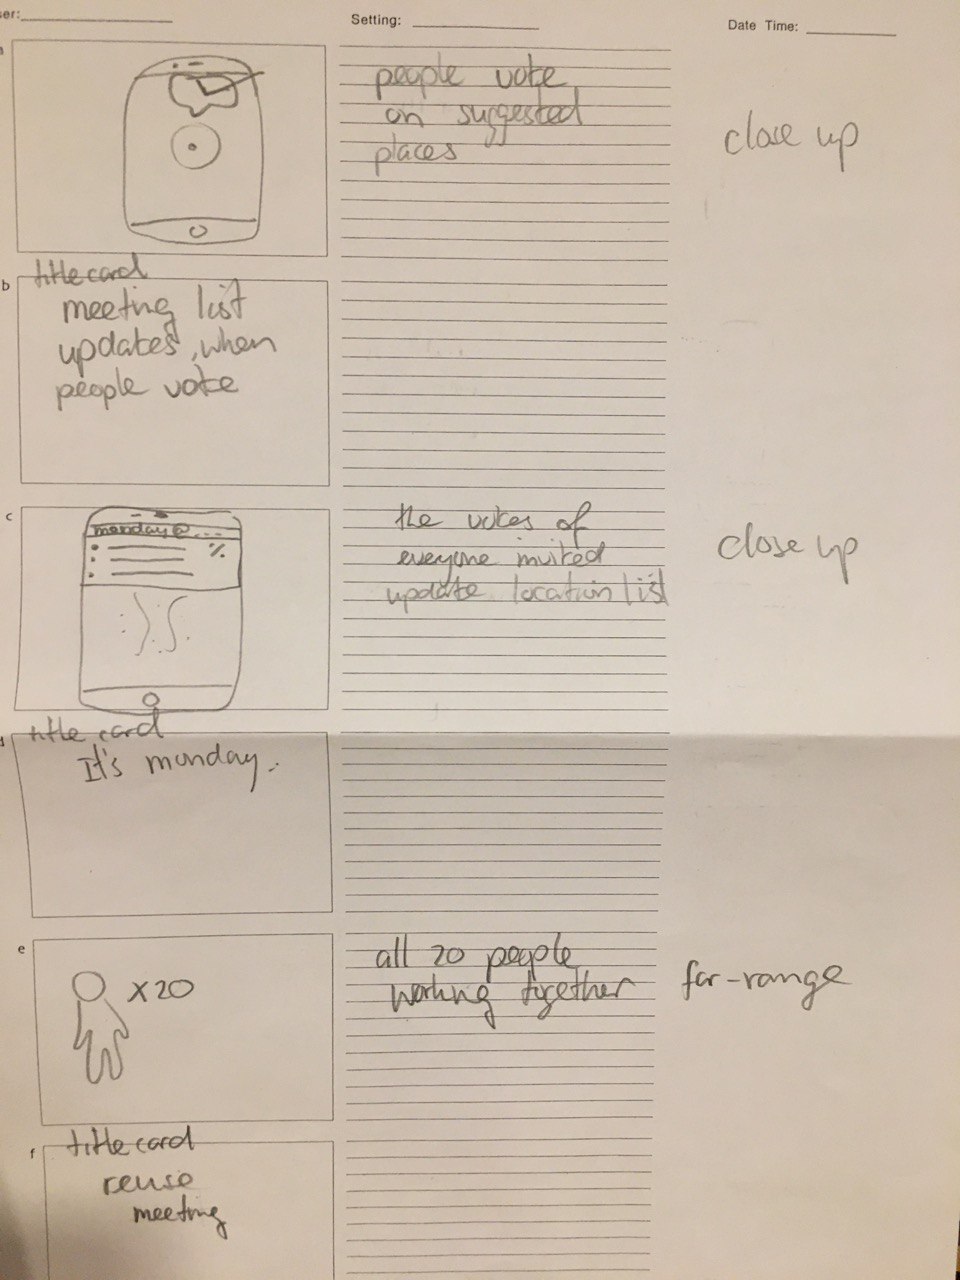 ser:
Setting:
Date Time:
people vote
on suggested
places
close up
b
title card
meeting list
updates, when
people vote
c
monday@...
%
the votes of
everyone invited
update location list
close up
d
title card
It's monday.
e
x20
all 20 people
working together
far-range
f
title card
reuse
meeting